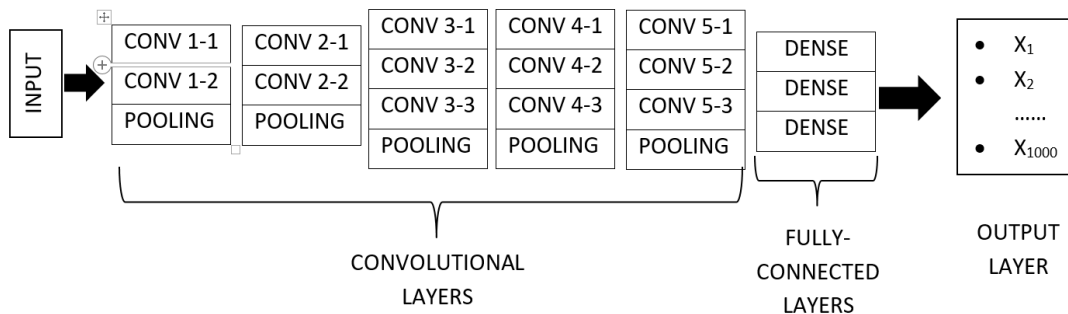 INPUT
CONV 1-1
CONV 1-2
POOLING
CONV 2-1
CONV 2-2
POOLING
CONV 3-1
CONV 3-2
CONV 3-3
POOLING
CONV 4-1
CONV 4-2
CONV 4-3
POOLING
CONV 5-1
CONV 5-2
CONV 5-3
POOLING
DENSE
DENSE
DENSE
• X₁
• X₂
......
• X₁₀₀₀
CONVOLUTIONAL
LAYERS
FULLY-
CONNECTED
LAYERS
OUTPUT
LAYER